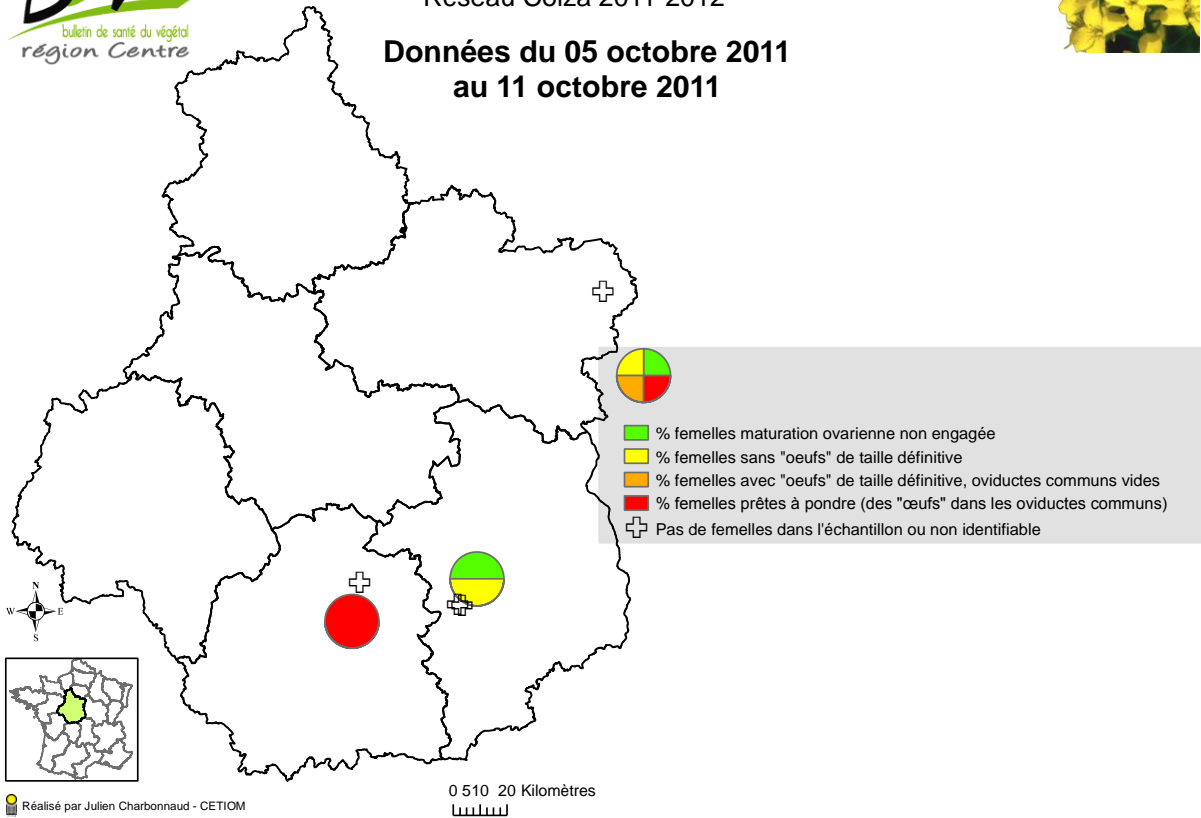 bulletin de santé du végétal
région Centre
Réseau Colza 2011-2012
Données du 05 octobre 2011
au 11 octobre 2011
% femelles maturation ovarienne non engagée
% femelles sans "oeufs" de taille définitive
% femelles avec "oeufs" de taille définitive, oviductes communs vides
% femelles prêtes à pondre (des "œufs" dans les oviductes communs)
Pas de femelles dans l'échantillon ou non identifiable
N
W E
S
0 510 20 Kilomètres
Réalisé par Julien Charbonnaud - CETIOM